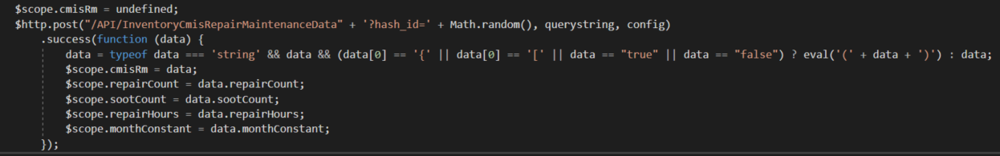 $scope.cmisRm = undefined;
$http.post("/API/InventoryCmisRepairMaintenanceData" + '?hash_id=' + Math.random(), querystring, config)
.success(function (data) {
data = typeof data === 'string' && data && (data[0] == '{' || data[0] == '[' || data == "true" || data == "false") ? eval('(' + data + ')') : data;
$scope.cmisRm = data;
$scope.repairCount = data.repairCount;
$scope.sootCount = data.sootCount;
$scope.repairHours = data.repairHours;
$scope.monthConstant = data.monthConstant;
});